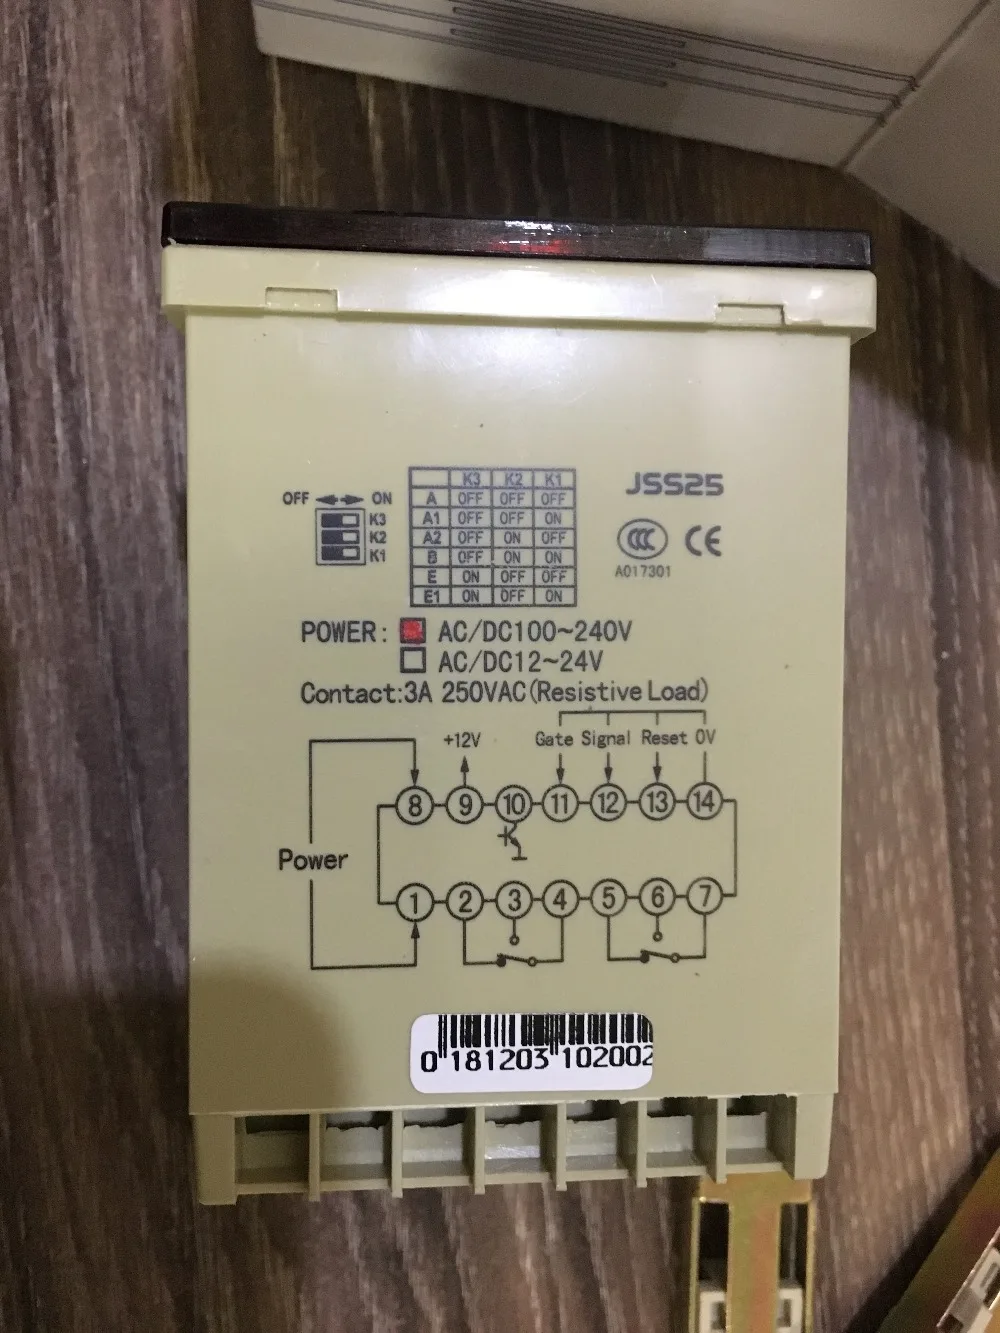 OFF ON
K3
K2
K1
K3 K2 K1
A OFF OFF OFF
A1 OFF OFF ON
A2 OFF ON OFF
B OFF ON ON
E ON OFF OFF
E1 ON OFF ON
JSS25
CCC CE
A017301
POWER: AC/DC100~240V
AC/DC12~24V
Contact:3A 250VAC(Resistive Load)
+12V Gate Signal Reset 0V
8 9 10 11 12 13 14
Power
1 2 3 4 5 6 7
0 181203 102002